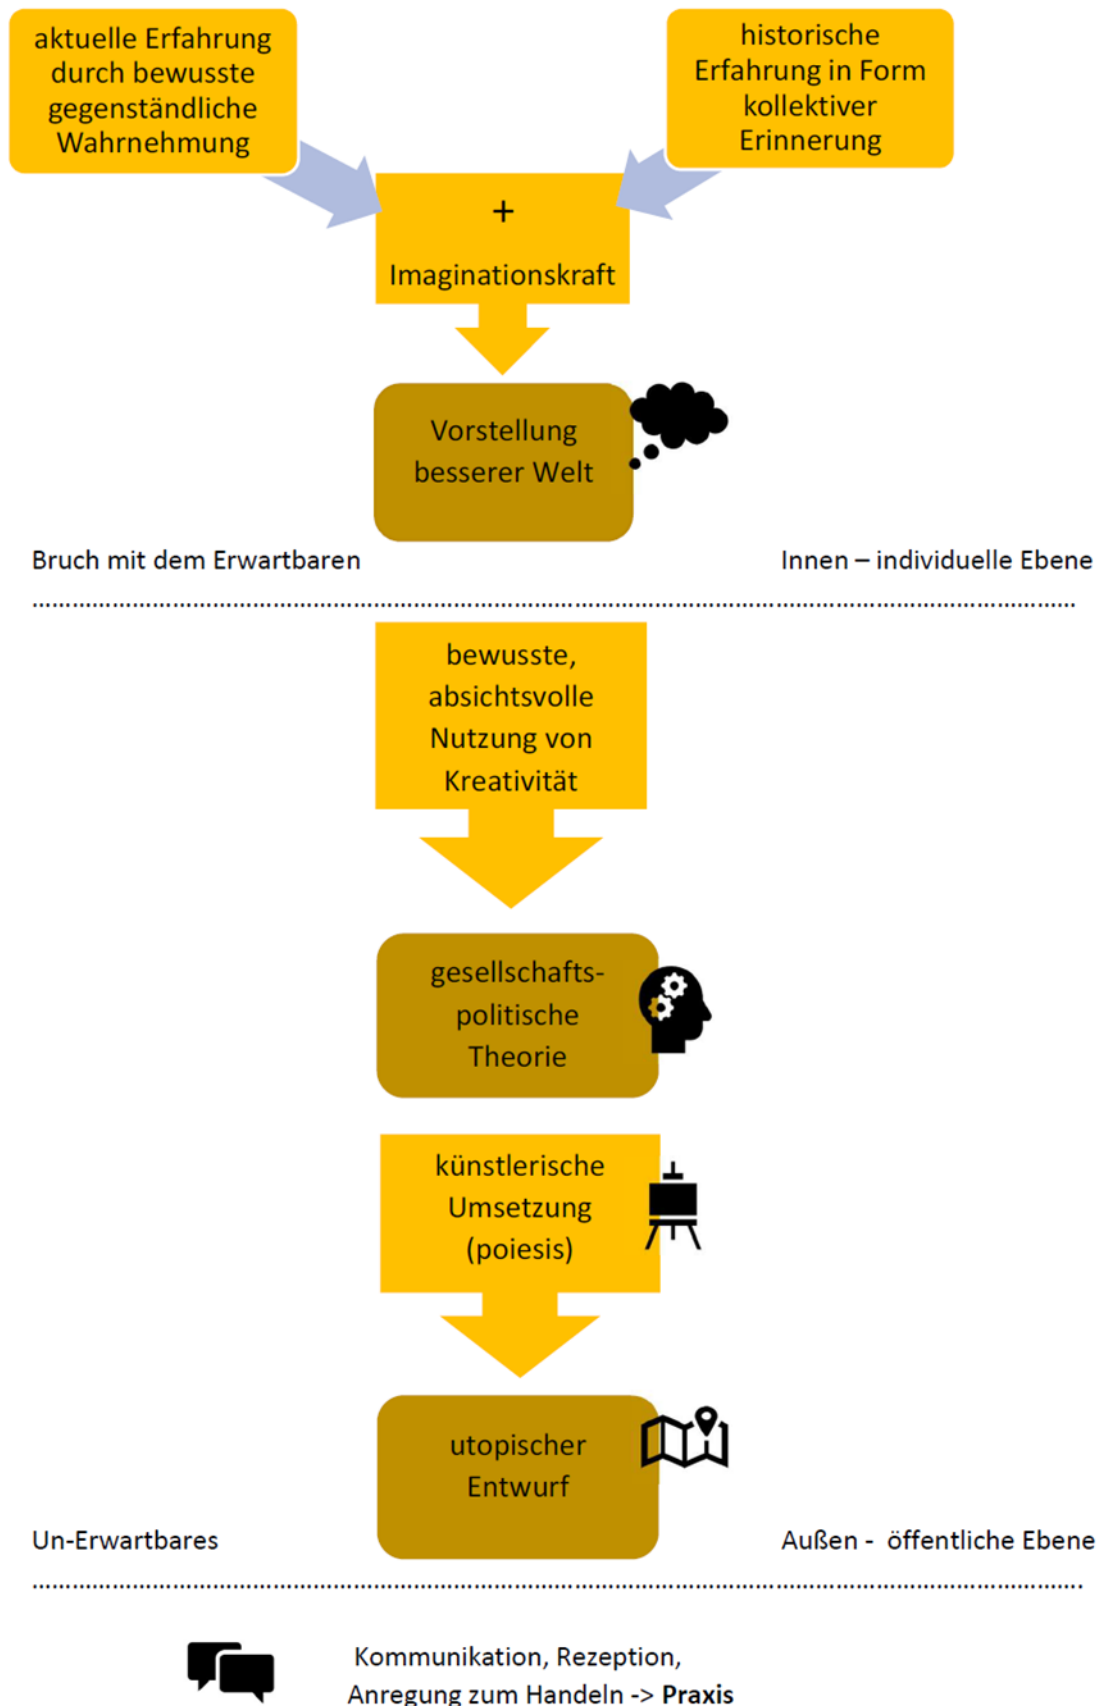 aktuelle Erfahrung
durch bewusste
gegenständliche
Wahrnehmung
historische
Erfahrung in Form
kollektiver
Erinnerung
+
Imaginationskraft
Vorstellung
besserer Welt
Bruch mit dem Erwartbaren
Innen – individuelle Ebene
bewusste,
absichtsvolle
Nutzung von
Kreativität
gesellschafts-
politische
Theorie
künstlerische
Umsetzung
(poiesis)
utopischer
Entwurf
Un-Erwartbares
Außen - öffentliche Ebene
Kommunikation, Rezeption,
Anregung zum Handeln -> Praxis